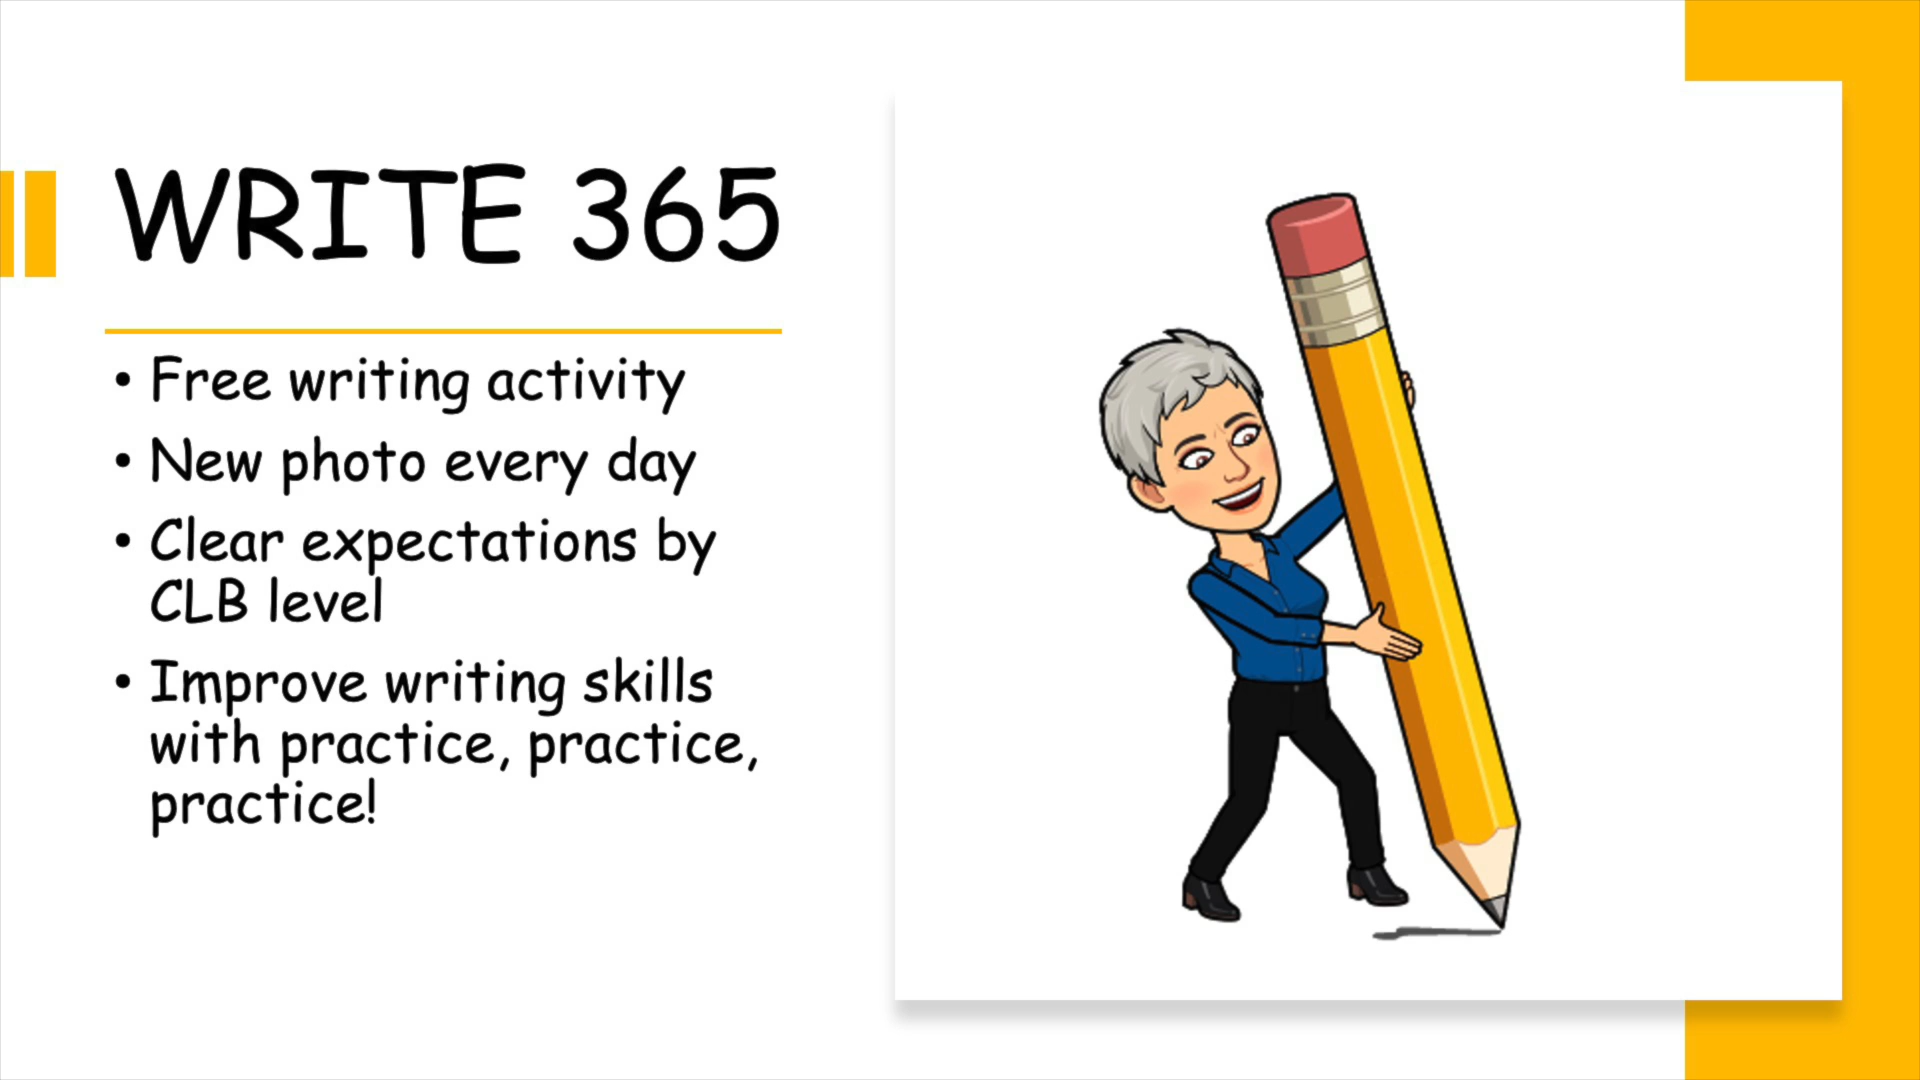 WRITE 365
• Free writing activity
• New photo every day
• Clear expectations by
CLB level
• Improve writing skills
with practice, practice,
practice!